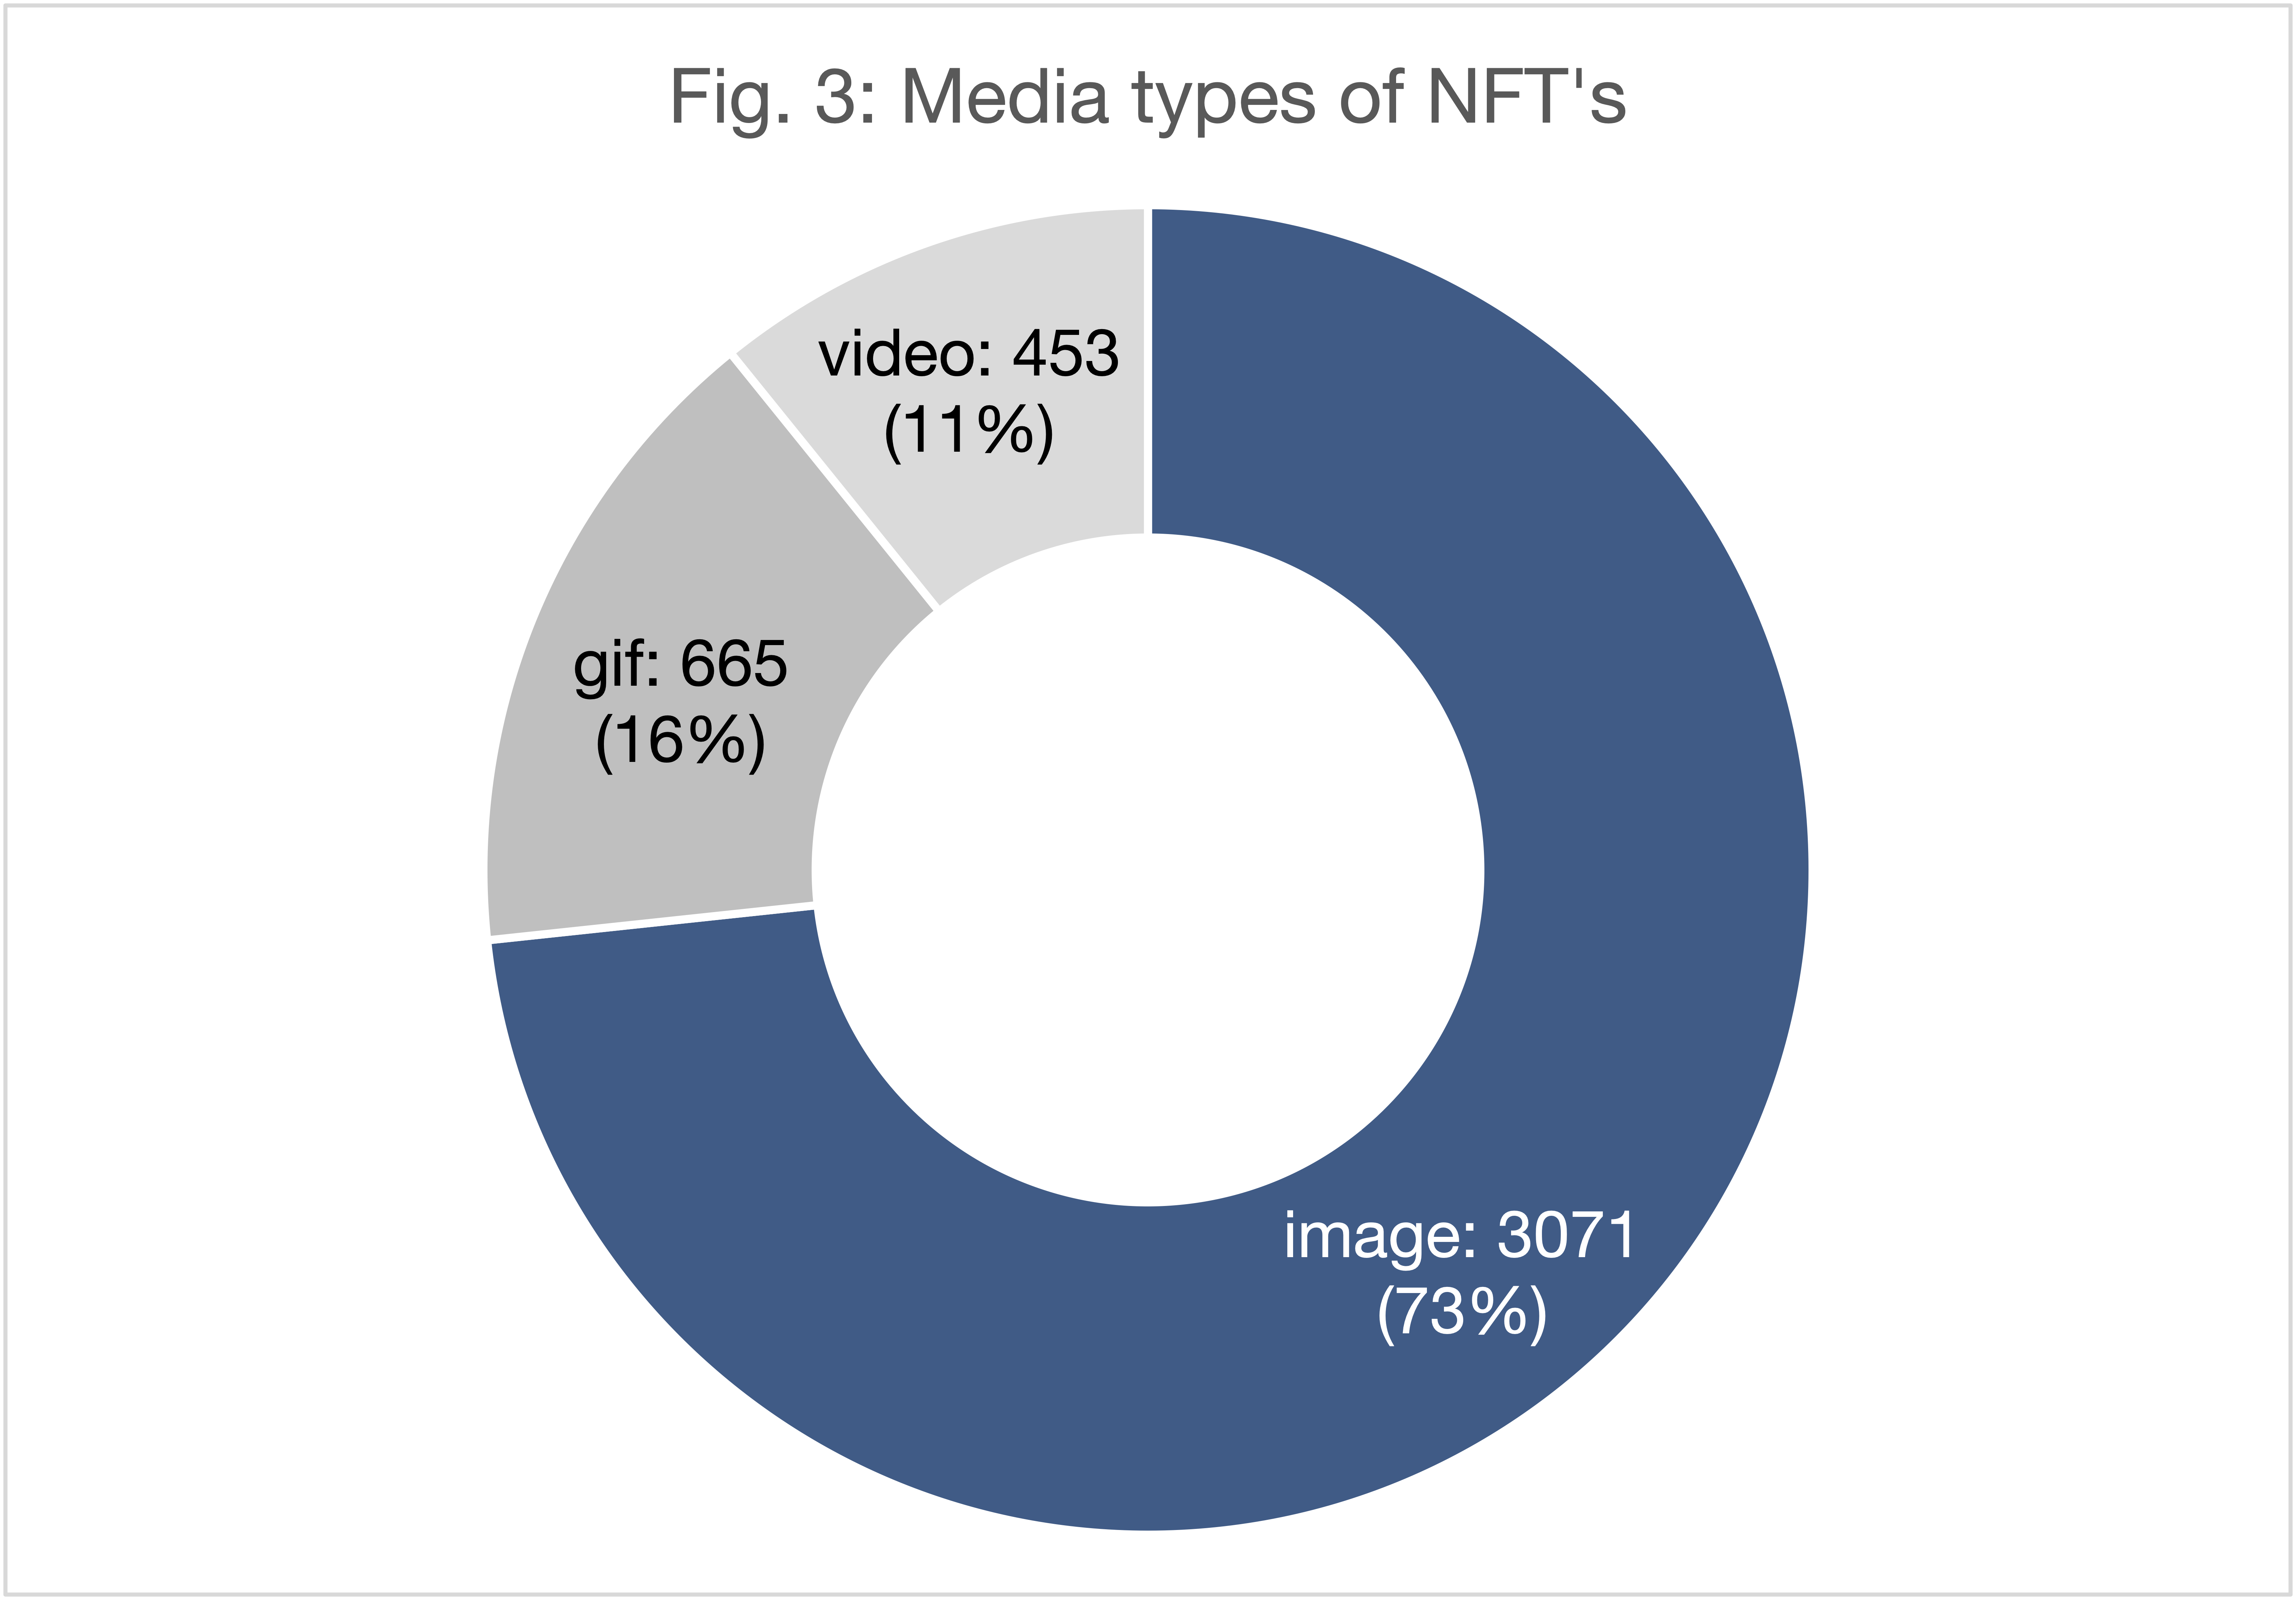 Fig. 3: Media types of NFT's
video: 453
(11%)
gif: 665
(16%)
image: 3071
(73%)